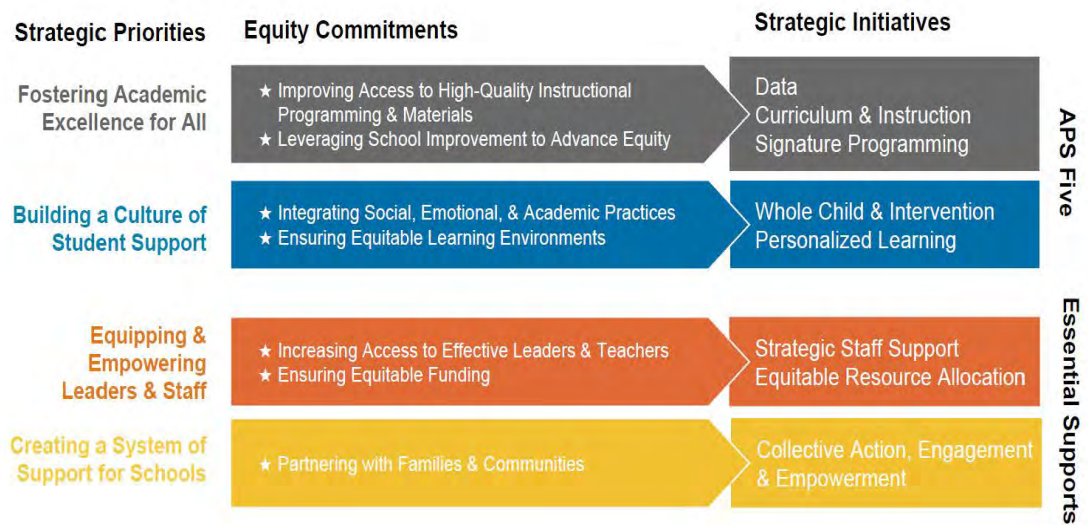 Strategic Priorities
Equity Commitments
Strategic Initiatives
Fostering Academic
Excellence for All
★ Improving Access to High-Quality Instructional
Programming & Materials
★ Leveraging School Improvement to Advance Equity
Data
Curriculum & Instruction
Signature Programming
Building a Culture of
Student Support
★ Integrating Social, Emotional, & Academic Practices
★ Ensuring Equitable Learning Environments
Whole Child & Intervention
Personalized Learning
APS Five
Equipping &
Empowering
Leaders & Staff
★ Increasing Access to Effective Leaders & Teachers
★ Ensuring Equitable Funding
Strategic Staff Support
Equitable Resource Allocation
Creating a System of
Support for Schools
★ Partnering with Families & Communities
Collective Action, Engagement
& Empowerment
Essential Supports